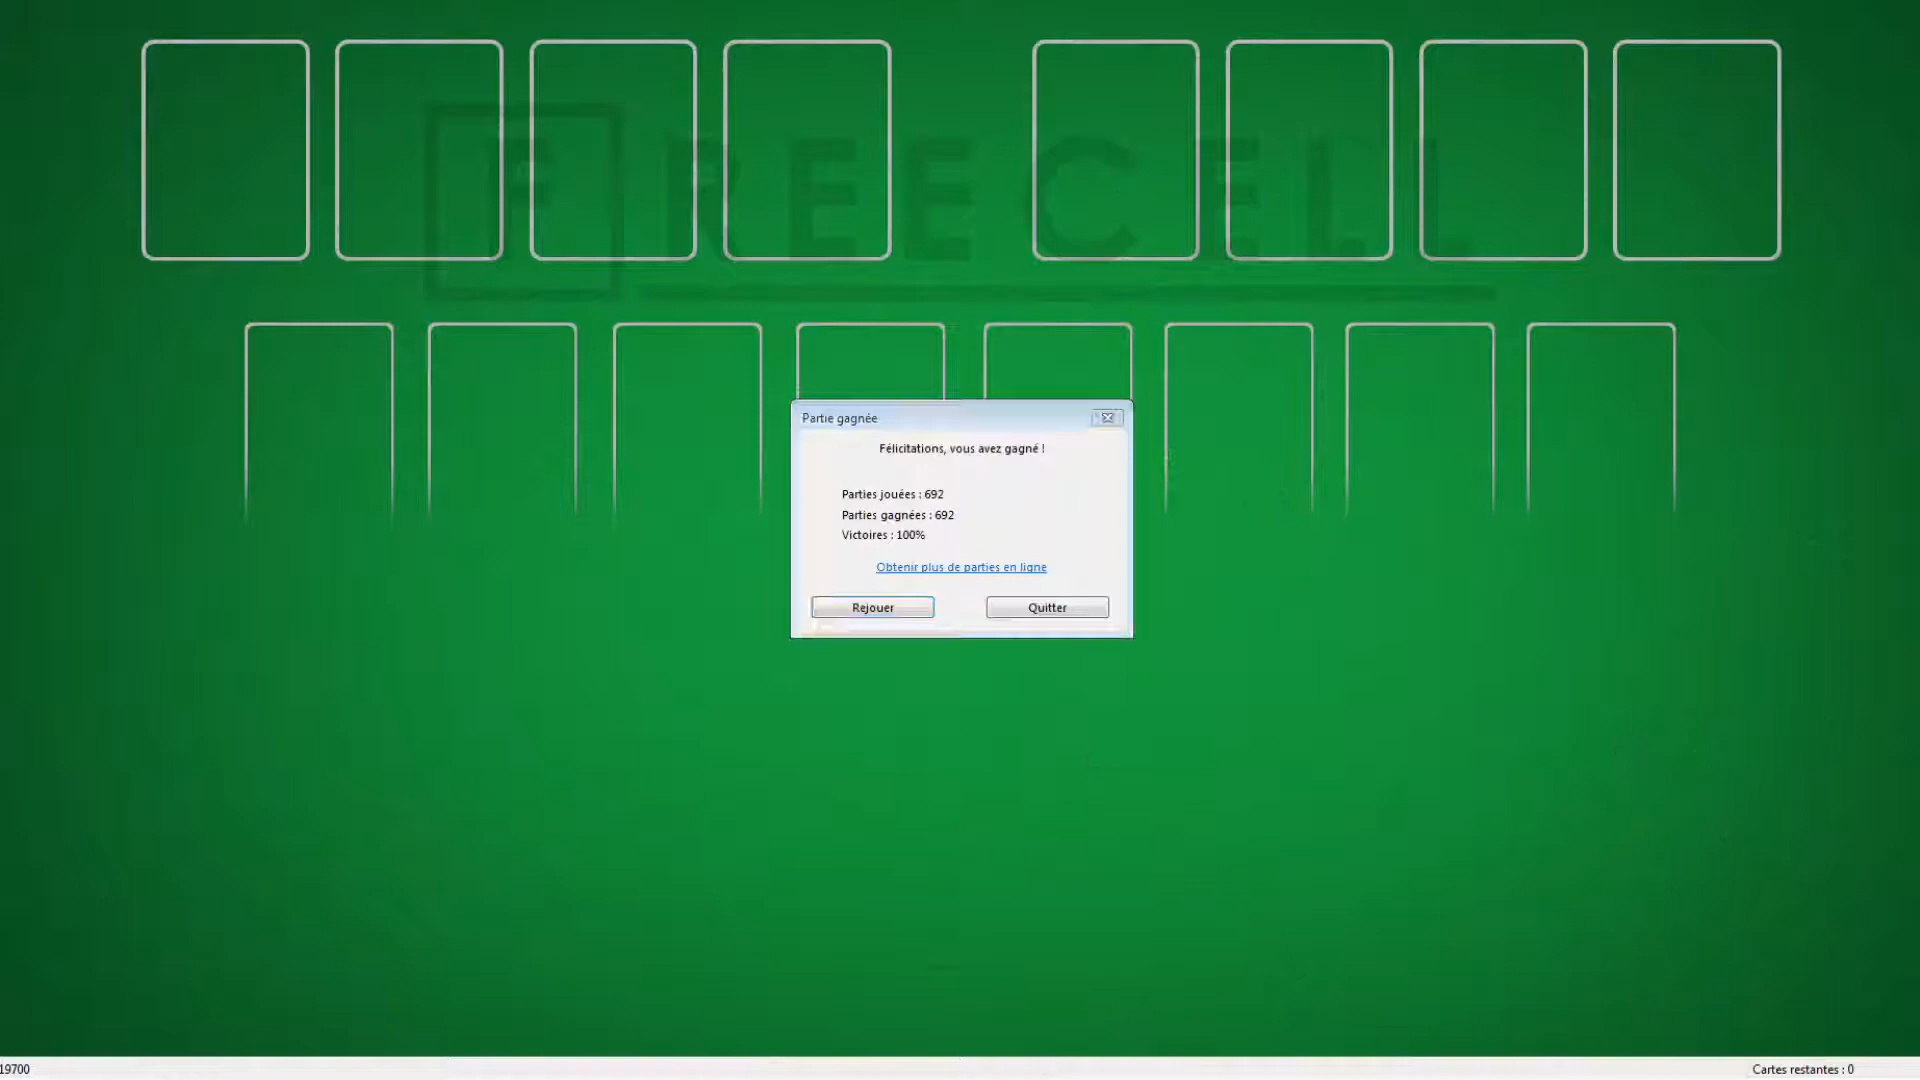 FREECELL
Partie gagnée
Félicitations, vous avez gagné !
Parties jouées : 692
Parties gagnées : 692
Victoires : 100%
Obtenir plus de parties en ligne
Rejouer
Quitter
19700
Cartes restantes : 0